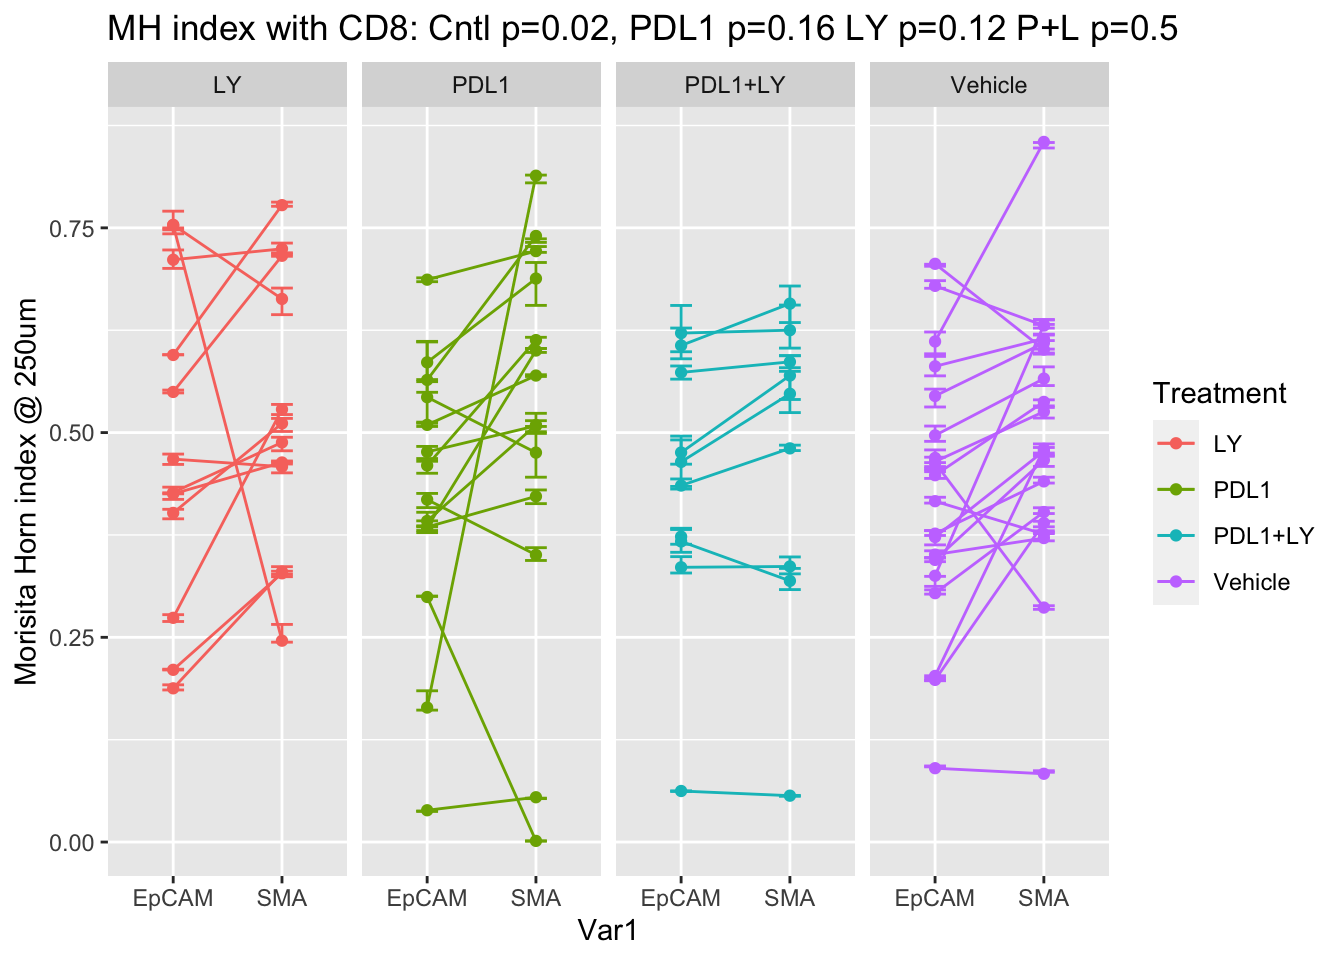 MH index with CD8: Cntl p=0.02, PDL1 p=0.16 LY p=0.12 P+L p=0.5
LY
PDL1
PDL1+LY
Vehicle
Morisita Horn index @ 250um
0.75
0.50
0.25
0.00
EpCAM
SMA
EpCAM
SMA
EpCAM
SMA
EpCAM
SMA
Var1
Treatment
LY
PDL1
PDL1+LY
Vehicle